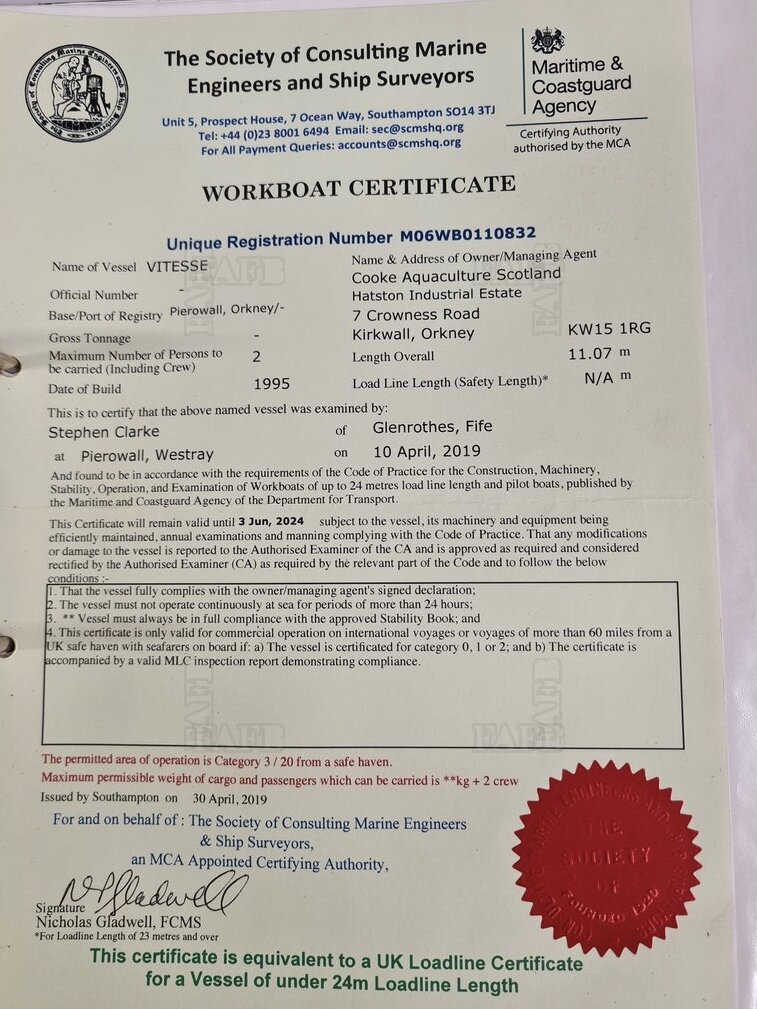 The Society of Consulting Marine
Engineers and Ship Surveyors
Maritime &
Coastguard
Agency
Unit 5, Prospect House, 7 Ocean Way, Southampton SO14 3TJ
Tel: +44 (0)23 8001 6494 Email: sec@scmshq.org
For All Payment Queries: accounts@scmshq.org
Certifying Authority
authorised by the MCA
WORKBOAT CERTIFICATE
Unique Registration Number M06WB0110832
Name of Vessel VITESSE
Name & Address of Owner/Managing Agent
Cooke Aquaculture Scotland
Official Number -
Hatston Industrial Estate
Base/Port of Registry Pierowall, Orkney/-
7 Crowness Road
Gross Tonnage -
Kirkwall, Orkney KW15 1RG
Maximum Number of Persons to
be carried (Including Crew) 2
Length Overall 11.07 m
Date of Build 1995
Load Line Length (Safety Length)* N/A m
This is to certify that the above named vessel was examined by:
Stephen Clarke of Glenrothes, Fife
at Pierowall, Westray on 10 April, 2019
And found to be in accordance with the requirements of the Code of Practice for the Construction, Machinery,
Stability, Operation, and Examination of Workboats of up to 24 metres load line length and pilot boats, published by
the Maritime and Coastguard Agency of the Department for Transport.
This Certificate will remain valid until 3 Jun, 2024 subject to the vessel, its machinery and equipment being
efficiently maintained, annual examinations and manning complying with the Code of Practice. That any modifications
or damage to the vessel is reported to the Authorised Examiner of the CA and is approved as required and considered
rectified by the Authorised Examiner (CA) as required by the relevant part of the Code and to follow the below
conditions :-
1. That the vessel fully complies with the owner/managing agent's signed declaration;
2. The vessel must not operate continuously at sea for periods of more than 24 hours;
3. ** Vessel must always be in full compliance with the approved Stability Book; and
4. This certificate is only valid for commercial operation on international voyages or voyages of more than 60 miles from a
UK safe haven with seafarers on board if: a) The vessel is certificated for category 0, 1 or 2; and b) The certificate is
accompanied by a valid MLC inspection report demonstrating compliance.
The permitted area of operation is Category 3 / 20 from a safe haven.
Maximum permissible weight of cargo and passengers which can be carried is **kg + 2 crew
Issued by Southampton on 30 April, 2019
For and on behalf of : The Society of Consulting Marine Engineers
& Ship Surveyors,
an MCA Appointed Certifying Authority,
THE
SOCIETY
OF
FOUNDED 1920
Signature
Nicholas Gladwell, FCMS
*For Loadline Length of 23 metres and over
This certificate is equivalent to a UK Loadline Certificate
for a Vessel of under 24m Loadline Length